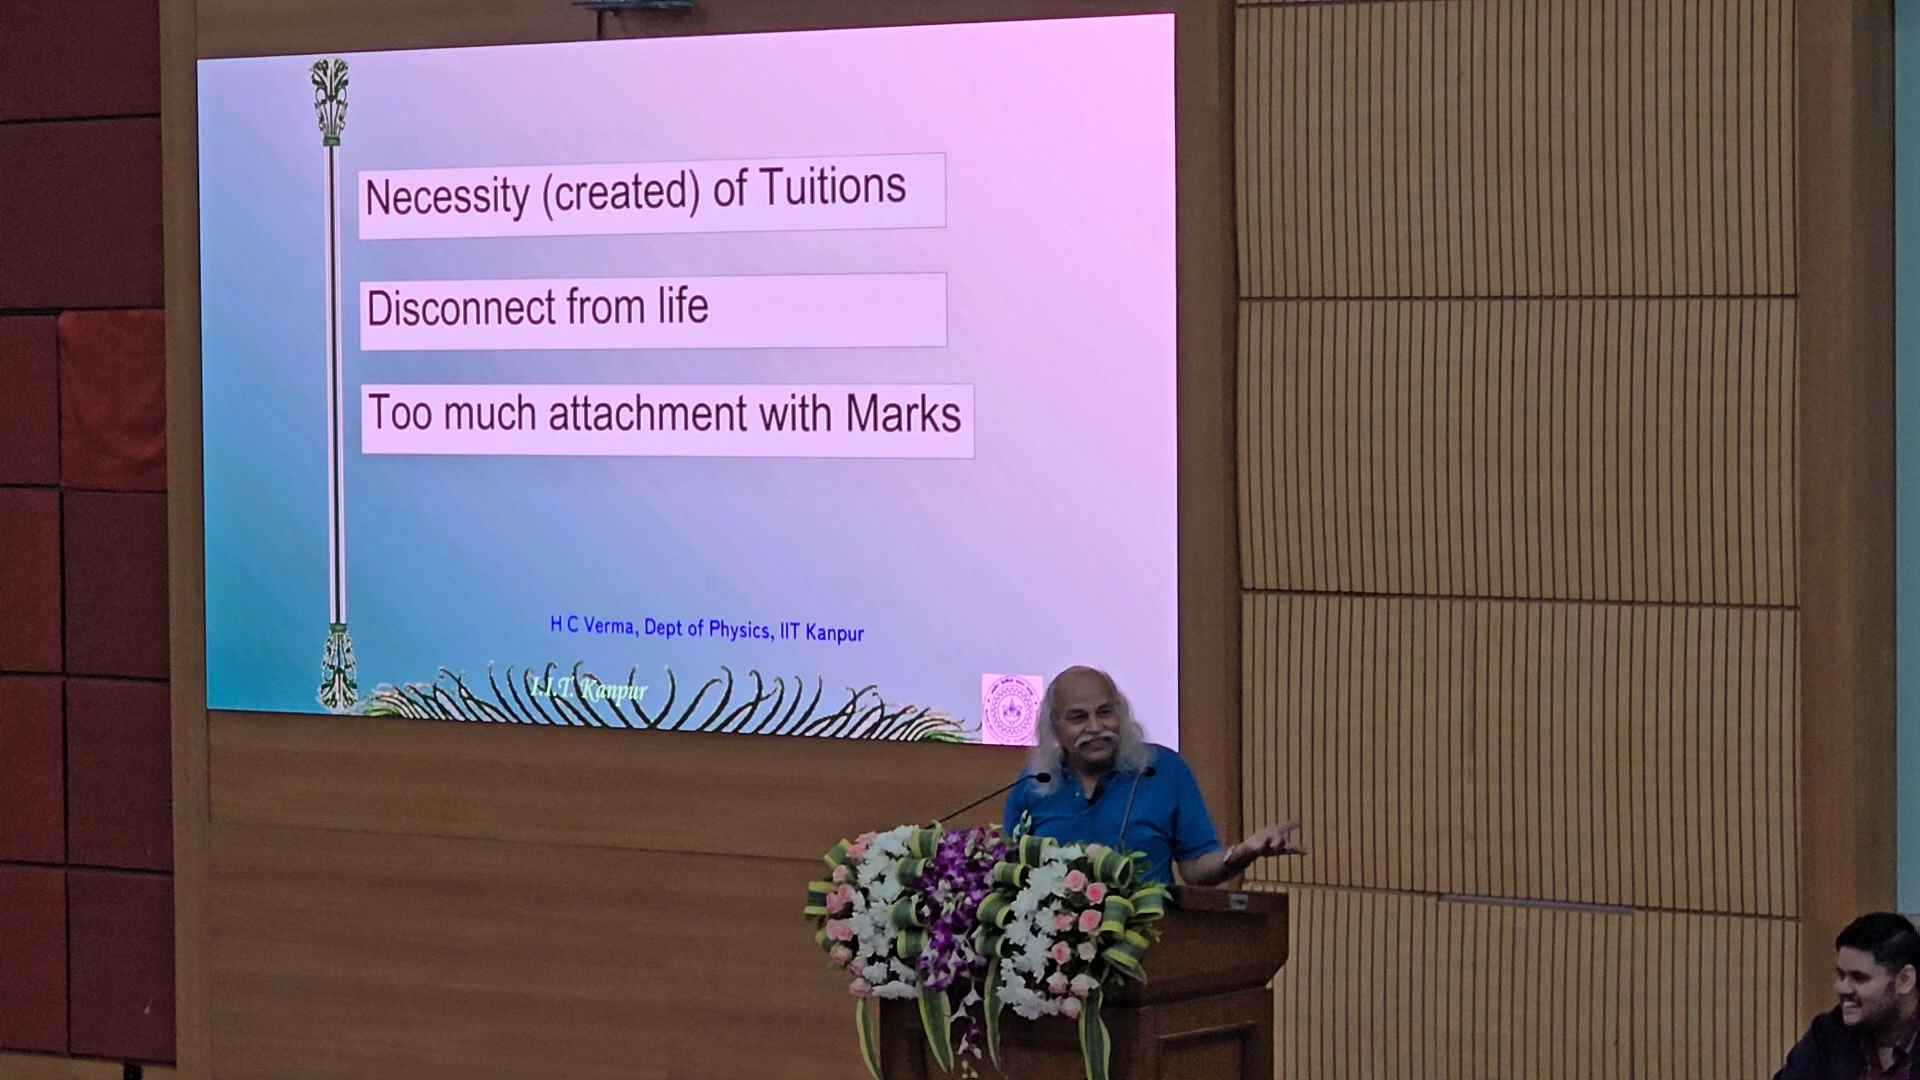 Necessity (created) of Tuitions
Disconnect from life
Too much attachment with Marks
H C Verma, Dept of Physics, IIT Kanpur
I.I.T. Kanpur